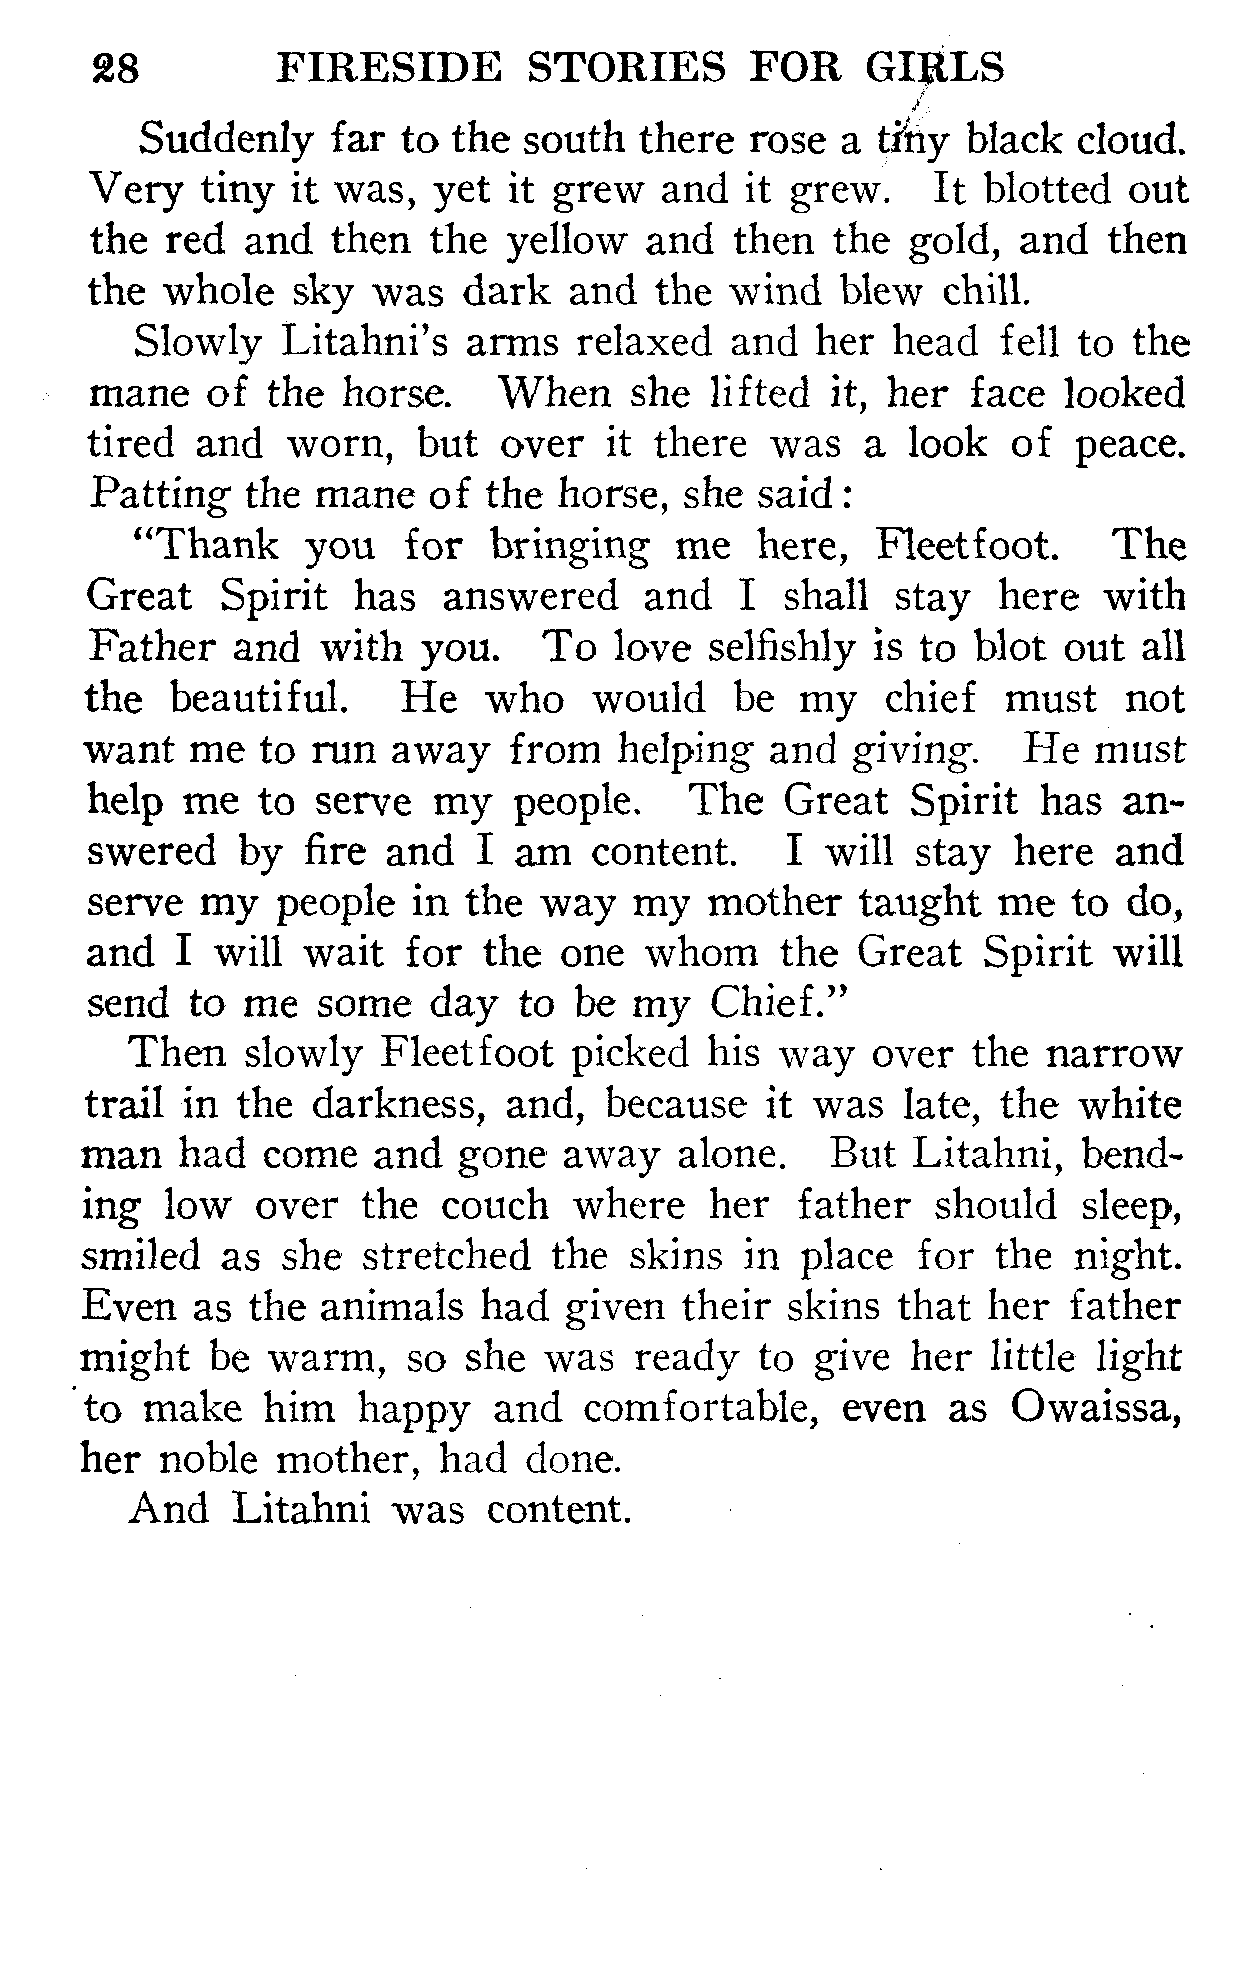 28 FIRESIDE STORIES FOR GIRLS
Suddenly far to the south there rose a tiny black cloud.
Very tiny it was, yet it grew and it grew. It blotted out
the red and then the yellow and then the gold, and then
the whole sky was dark and the wind blew chill.
Slowly Litahni's arms relaxed and her head fell to the
mane of the horse. When she lifted it, her face looked
tired and worn, but over it there was a look of peace.
Patting the mane of the horse, she said:
"Thank you for bringing me here, Fleetfoot. The
Great Spirit has answered and I shall stay here with
Father and with you. To love selfishly is to blot out all
the beautiful. He who would be my chief must not
want me to run away from helping and giving. He must
help me to serve my people. The Great Spirit has an-
swered by fire and I am content. I will stay here and
serve my people in the way my mother taught me to do,
and I will wait for the one whom the Great Spirit will
send to me some day to be my Chief."
Then slowly Fleetfoot picked his way over the narrow
trail in the darkness, and, because it was late, the white
man had come and gone away alone. But Litahni, bend-
ing low over the couch where her father should sleep,
smiled as she stretched the skins in place for the night.
Even as the animals had given their skins that her father
might be warm, so she was ready to give her little light
to make him happy and comfortable, even as Owaissa,
her noble mother, had done.
And Litahni was content.